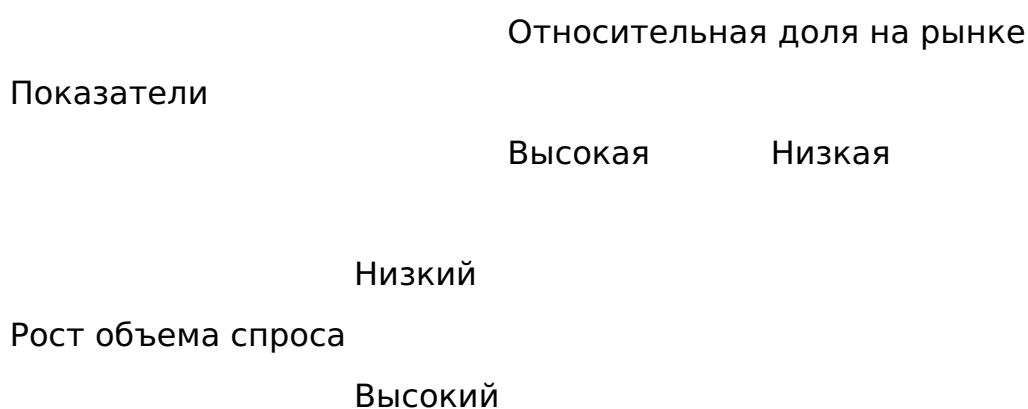 Относительная доля на рынке
Показатели
Высокая Низкая
Низкий
Рост объема спроса
Высокий